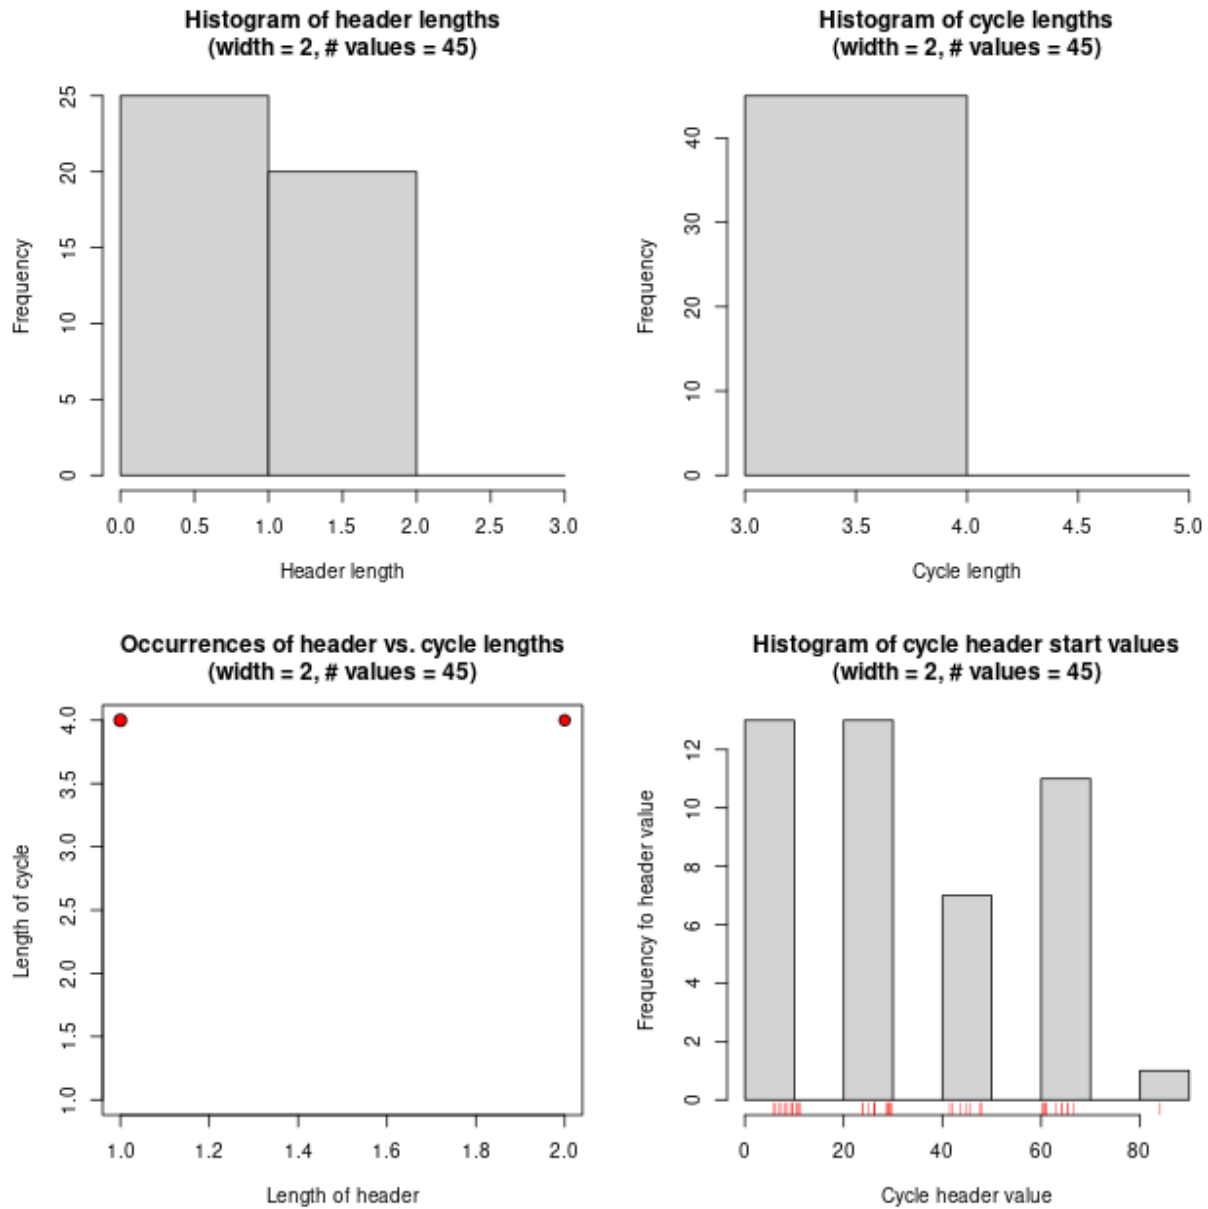 Histogram of header lengths
(width = 2, # values = 45)
Frequency
25
20
15
10
5
0
0.0 0.5 1.0 1.5 2.0 2.5 3.0
Header length
Histogram of cycle lengths
(width = 2, # values = 45)
Frequency
40
30
20
10
0
3.0 3.5 4.0 4.5 5.0
Cycle length
Occurrences of header vs. cycle lengths
(width = 2, # values = 45)
Length of cycle
4.0
3.5
3.0
2.5
2.0
1.5
1.0
1.0 1.2 1.4 1.6 1.8 2.0
Length of header
Histogram of cycle header start values
(width = 2, # values = 45)
Frequency fo header value
12
10
8
6
4
2
0
0 20 40 60 80
Cycle header value